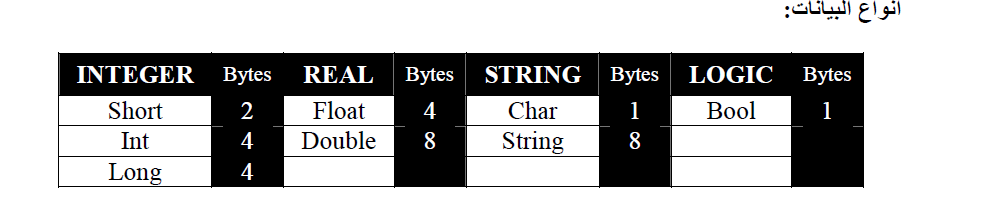 انواع البيانات:
INTEGER Bytes REAL Bytes STRING Bytes LOGIC Bytes
Short 2 Float 4 Char 1 Bool 1
Int 4 Double 8 String 8
Long 4